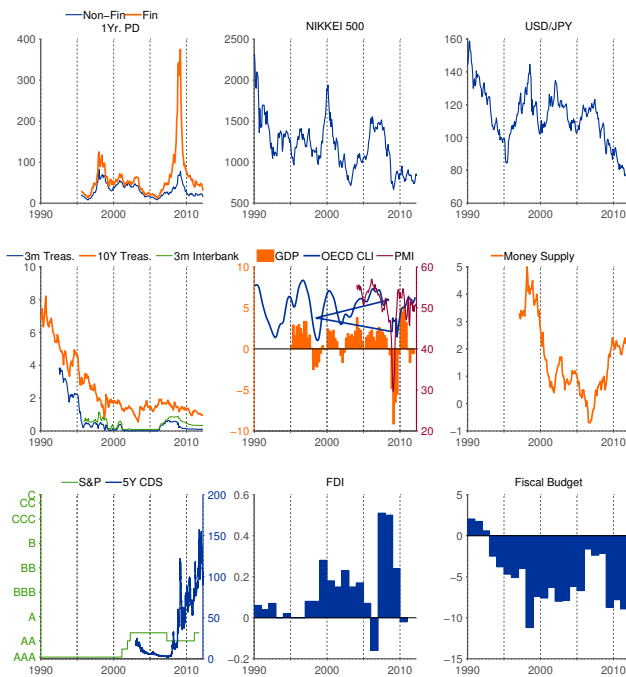 Non−Fin Fin
1Yr. PD
NIKKEI 500
USD/JPY
400
300
200
100
0
1990 2000 2010
2500
2000
1500
1000
500
1990 2000 2010
160
140
120
100
80
60
1990 2000 2010
3m Treas. 10Y Treas. 3m Interbank
GDP OECD CLI PMI
Money Supply
10
8
6
4
2
0
1990 2000 2010
10
5
0
−5
−10
60
50
40
30
20
1990 2000 2010
5
4
3
2
1
0
−1
1990 2000 2010
S&P 5Y CDS
FDI
Fiscal Budget
C
CC
CCC
B
BB
BBB
A
AA
AAA
200
150
100
50
0
1990 2000 2010
0.6
0.4
0.2
0
−0.2
1990 2000 2010
5
0
−5
−10
−15
1990 2000 2010